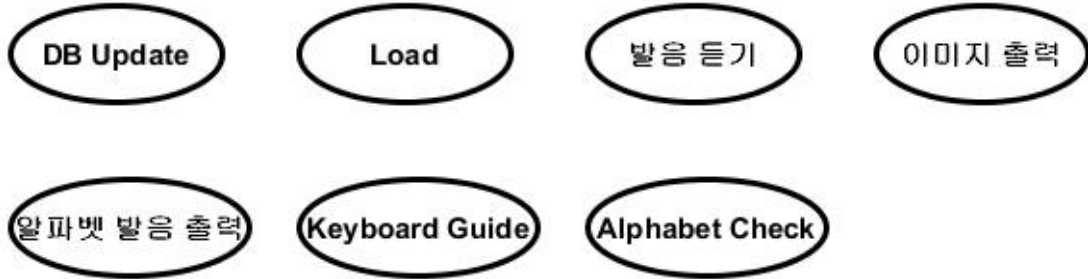 DB Update
Load
발음 듣기
이미지 출력
알파벳 발음 출력
Keyboard Guide
Alphabet Check